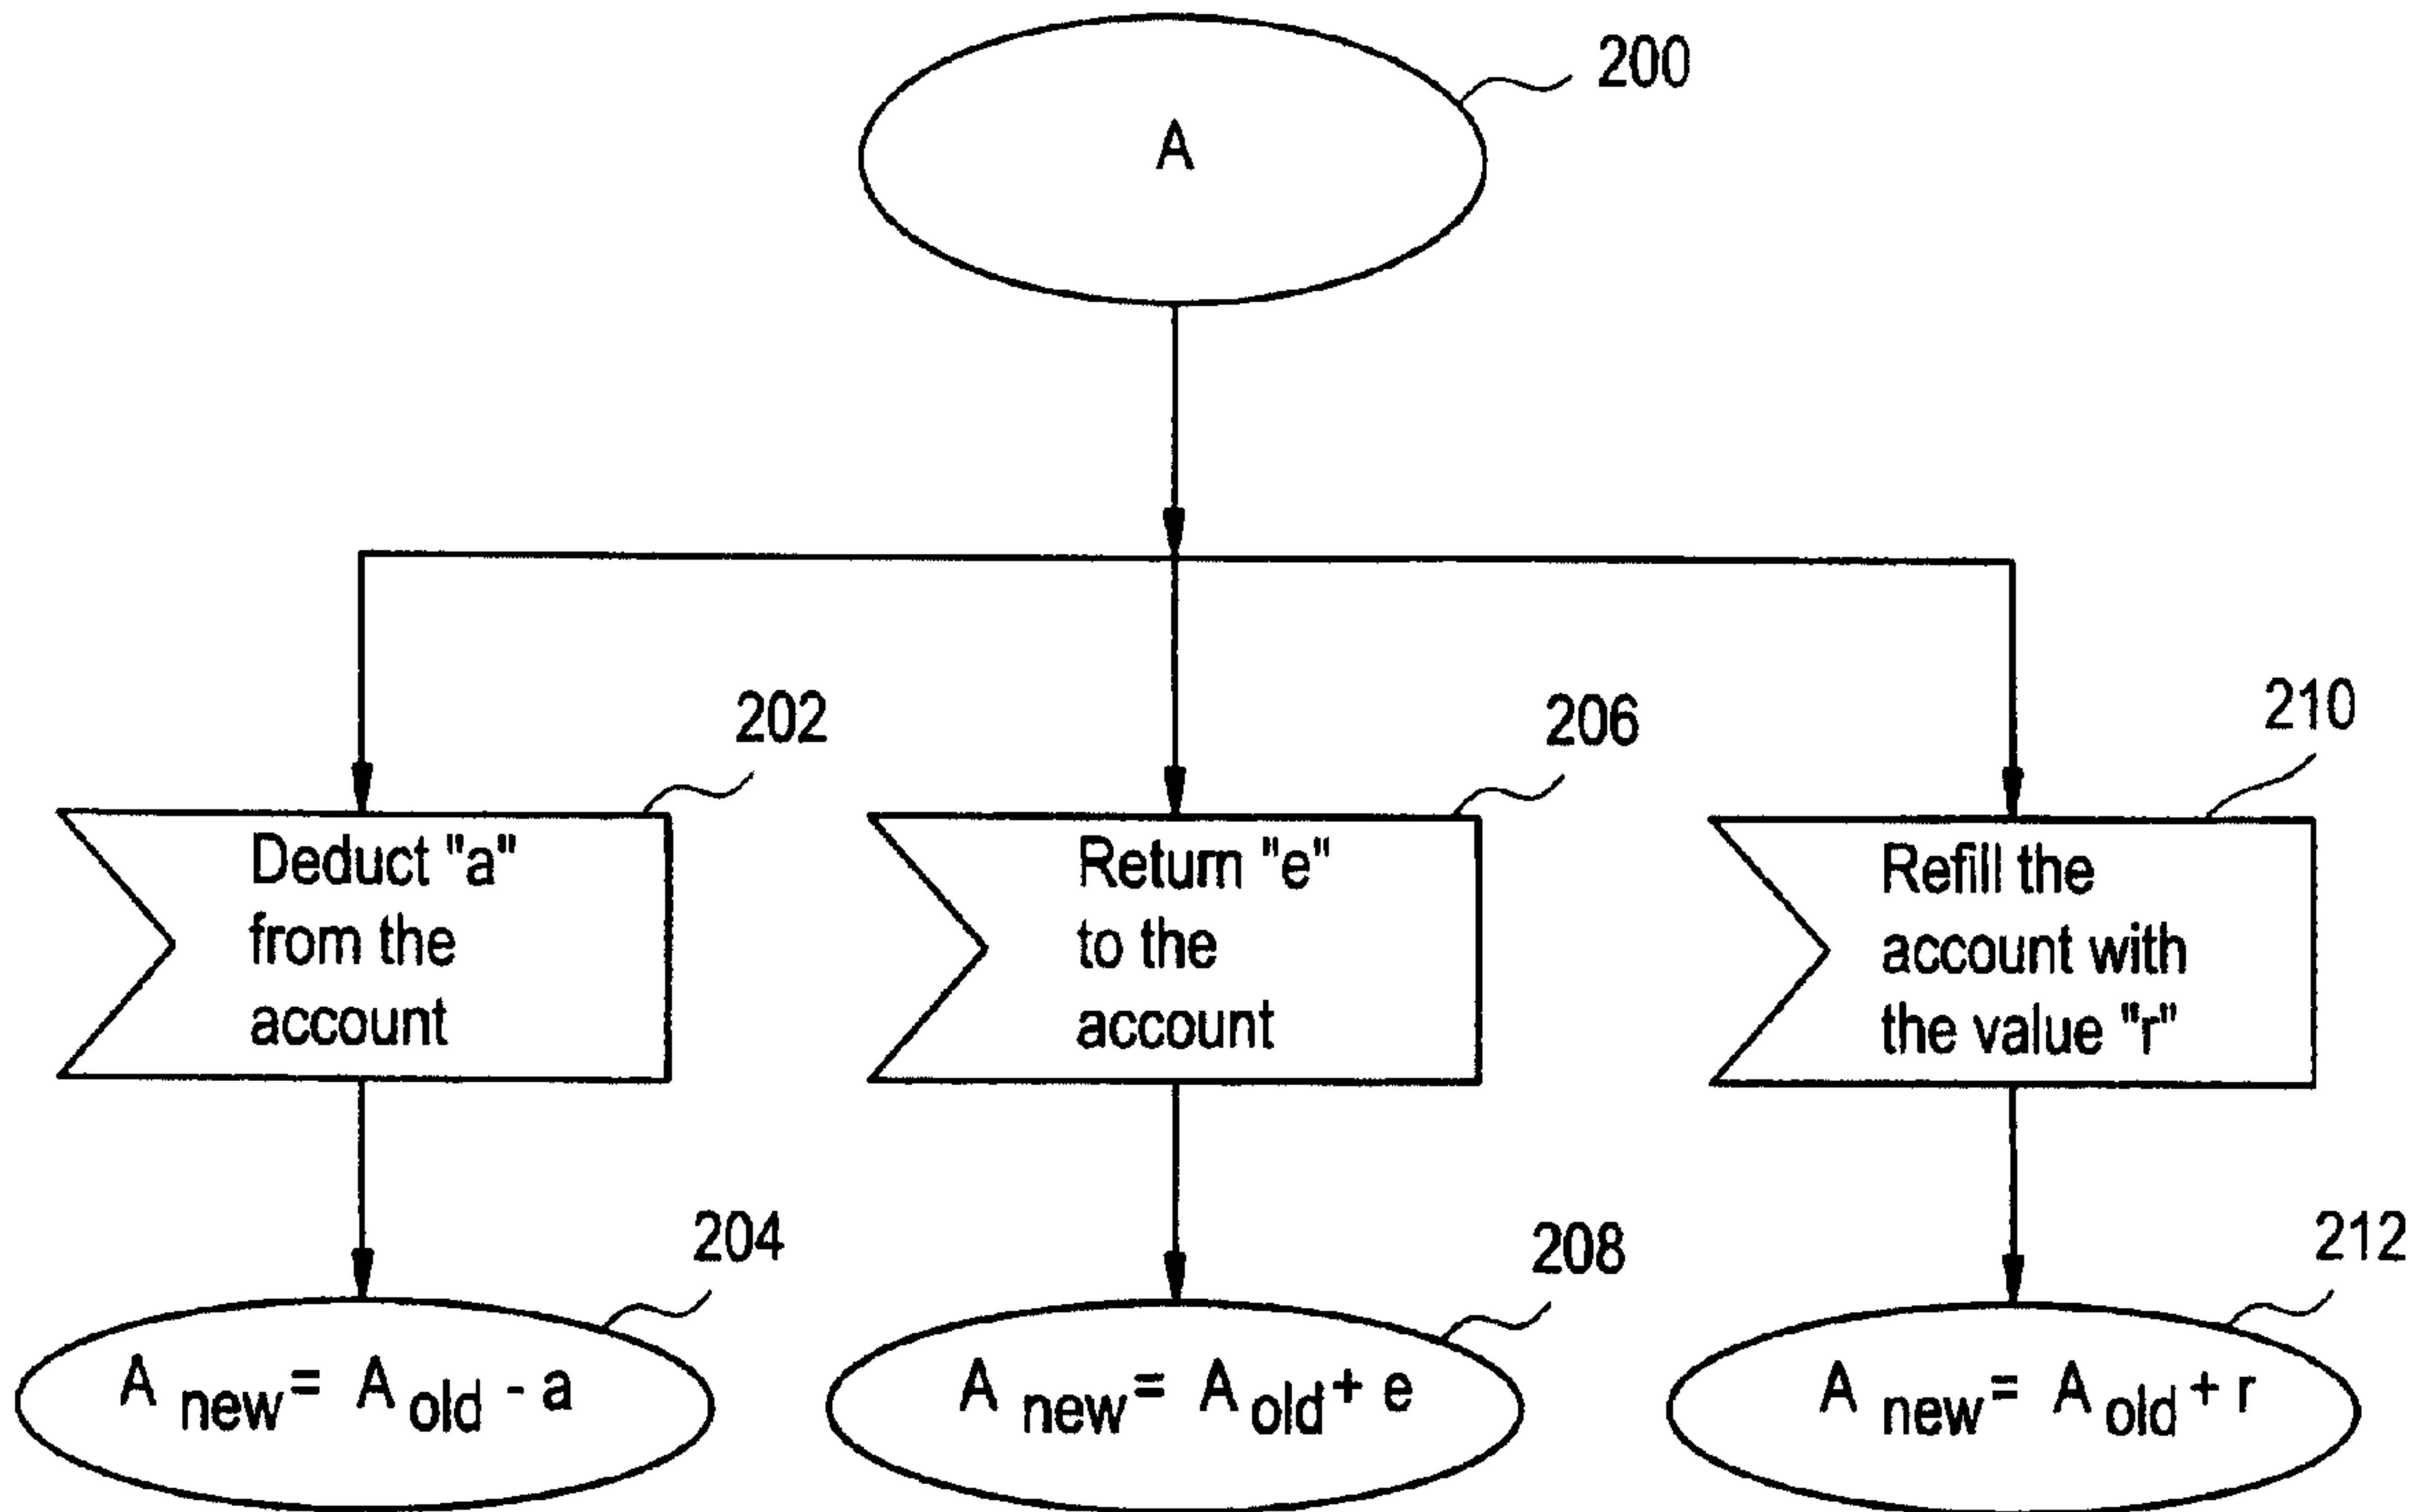 200
A
202
Deduct "a"
from the
account
206
Return "e"
to the
account
210
Refill the
account with
the value "r"
204
A new = A old - a
208
A new = A old + e
212
A new = A old + r